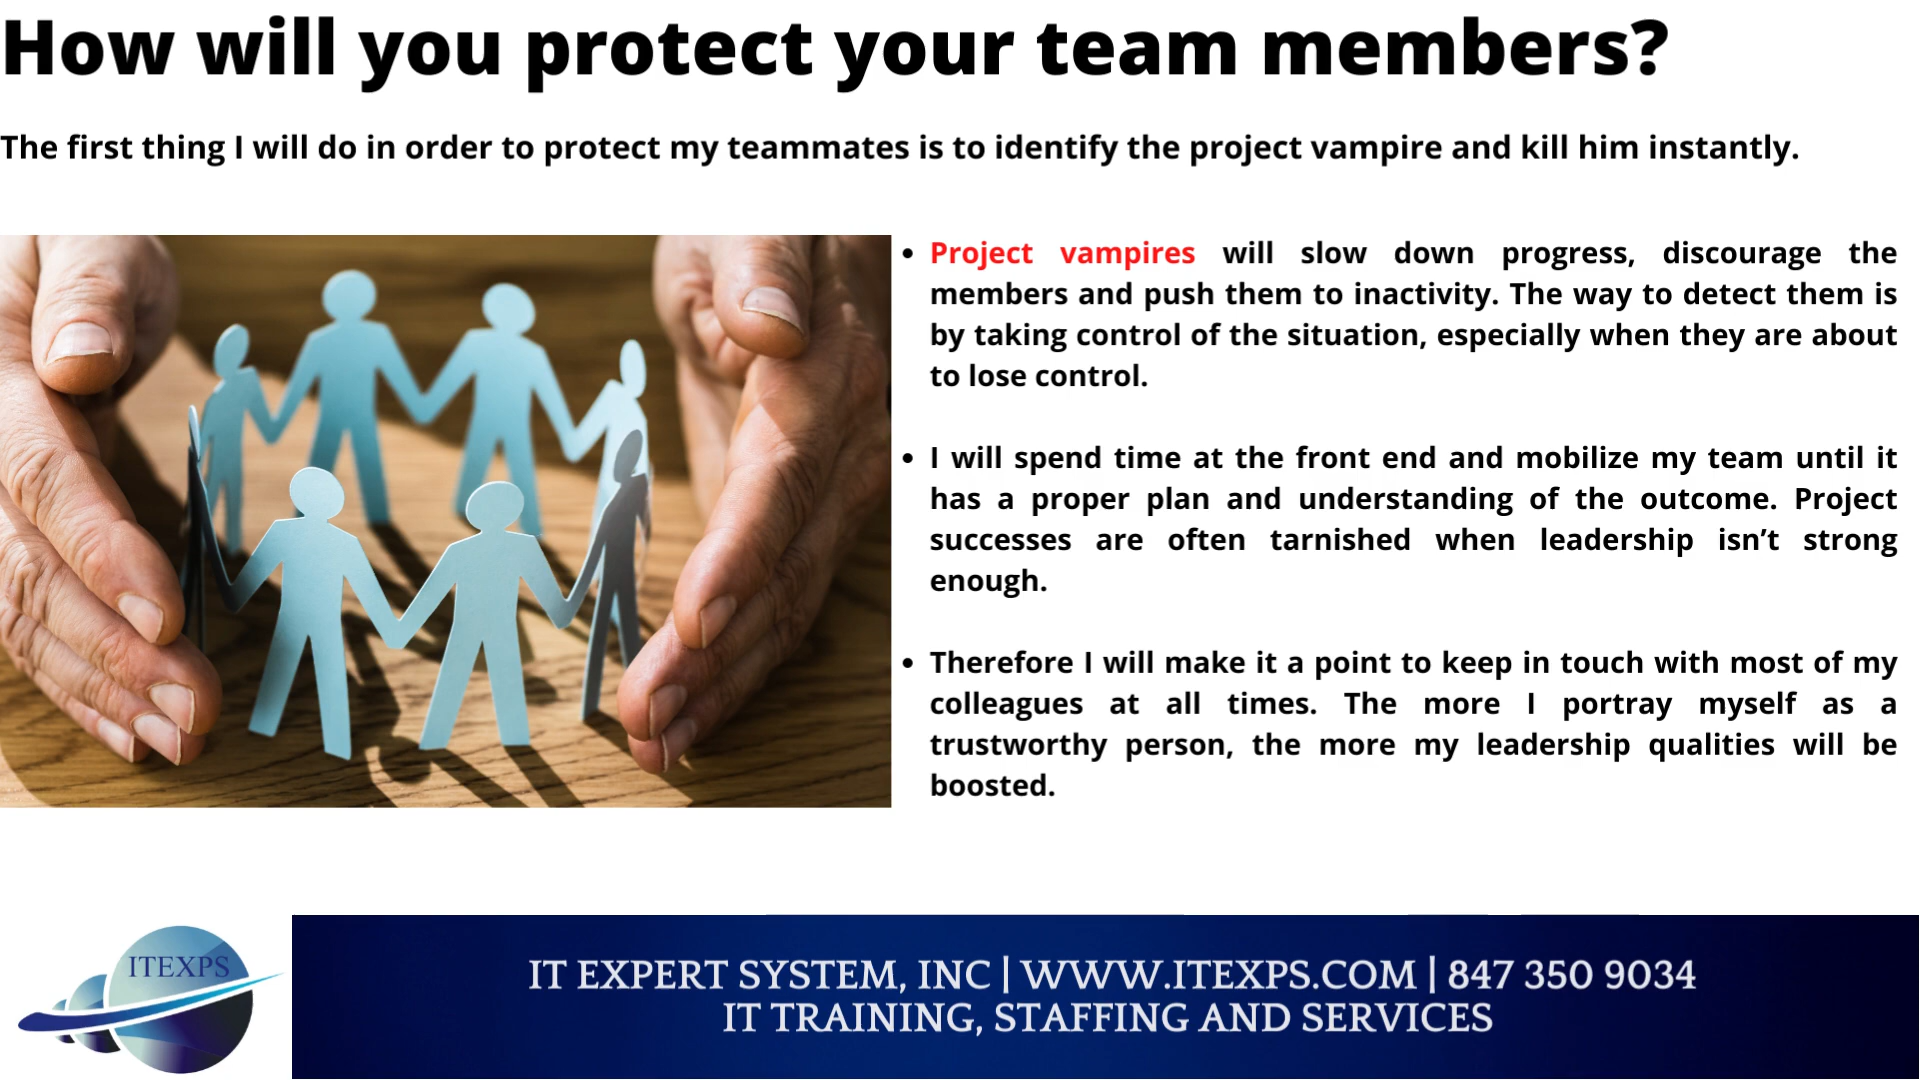 How will you protect your team members?
The first thing I will do in order to protect my teammates is to identify the project vampire and kill him instantly.
• Project vampires will slow down progress, discourage the
members and push them to inactivity. The way to detect them is
by taking control of the situation, especially when they are about
to lose control.
• I will spend time at the front end and mobilize my team until it
has a proper plan and understanding of the outcome. Project
successes are often tarnished when leadership isn’t strong
enough.
• Therefore I will make it a point to keep in touch with most of my
colleagues at all times. The more I portray myself as a
trustworthy person, the more my leadership qualities will be
boosted.
ITEXPS
IT EXPERT SYSTEM, INC | WWW.ITEXPS.COM | 847 350 9034
IT TRAINING, STAFFING AND SERVICES